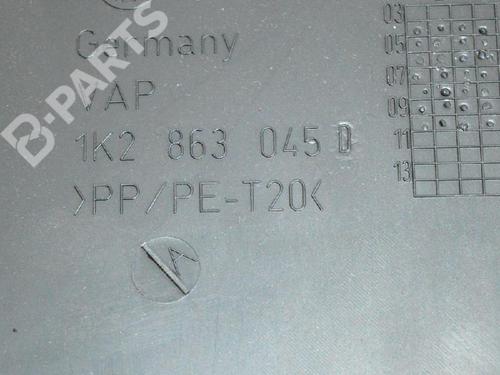 B-PARTS
Germany
VAP
1K2 863 045 D
>PP/PE-T20<
A
03
05
07
09
11
13